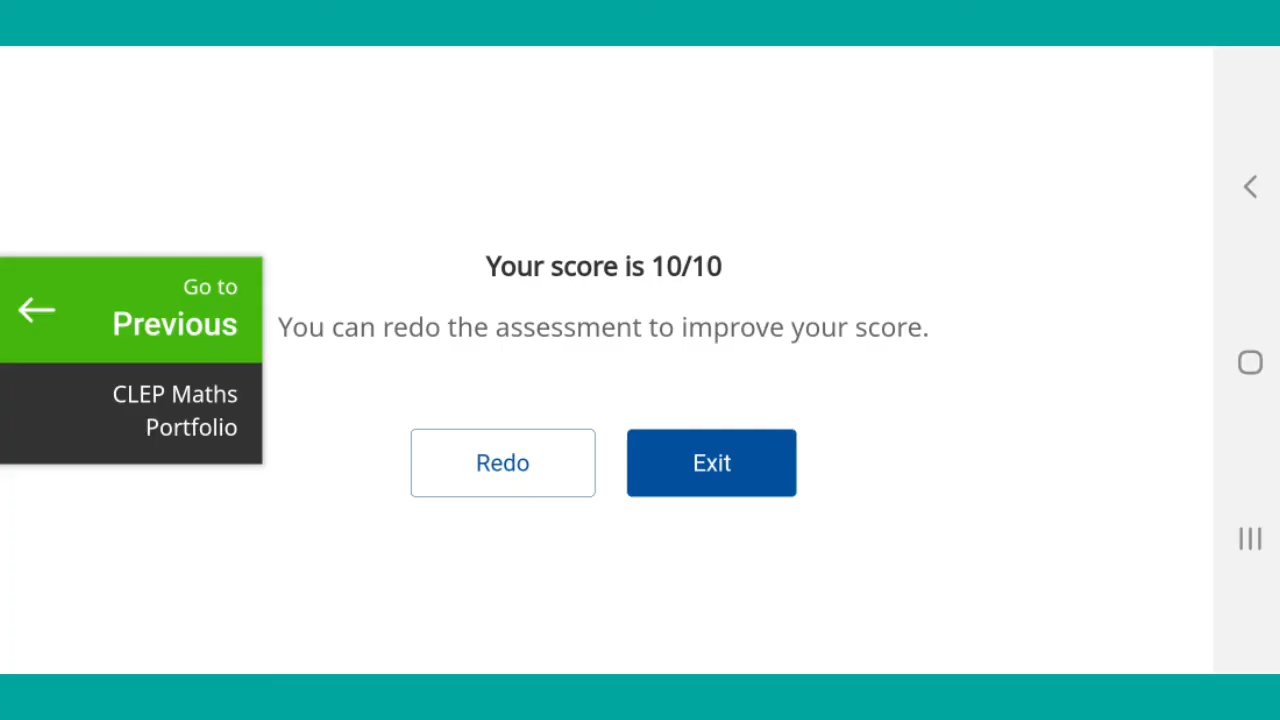 Your score is 10/10
You can redo the assessment to improve your score.
Go to
Previous
CLEP Maths
Portfolio
Redo
Exit